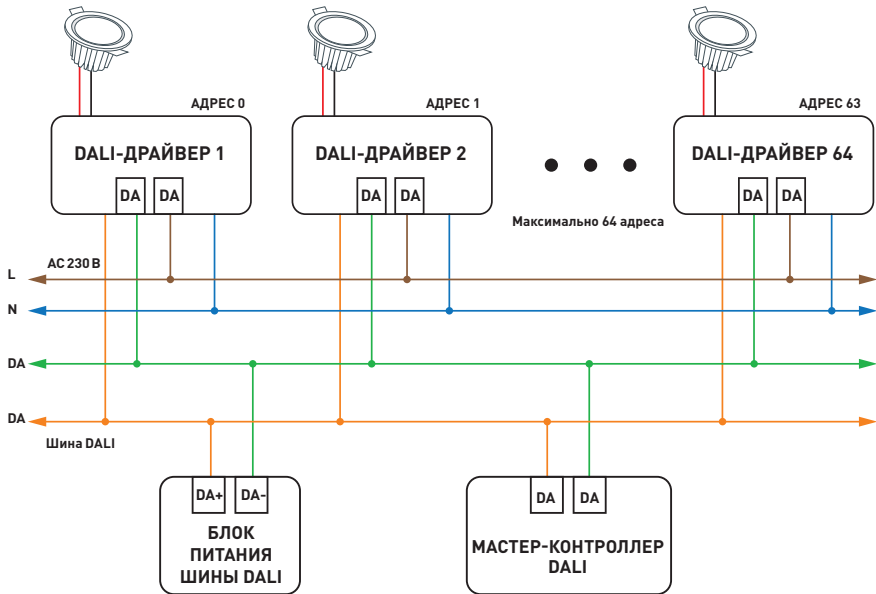 АДРЕС 0
АДРЕС 1
АДРЕС 63
DALI-ДРАЙВЕР 1
DALI-ДРАЙВЕР 2
DALI-ДРАЙВЕР 64
DA
DA
DA
DA
DA
DA
Максимально 64 адреса
AC 230 В
L
N
DA
DA
Шина DALI
DA+
DA-
DA
DA
БЛОК
ПИТАНИЯ
ШИНЫ DALI
МАСТЕР-КОНТРОЛЛЕР
DALI